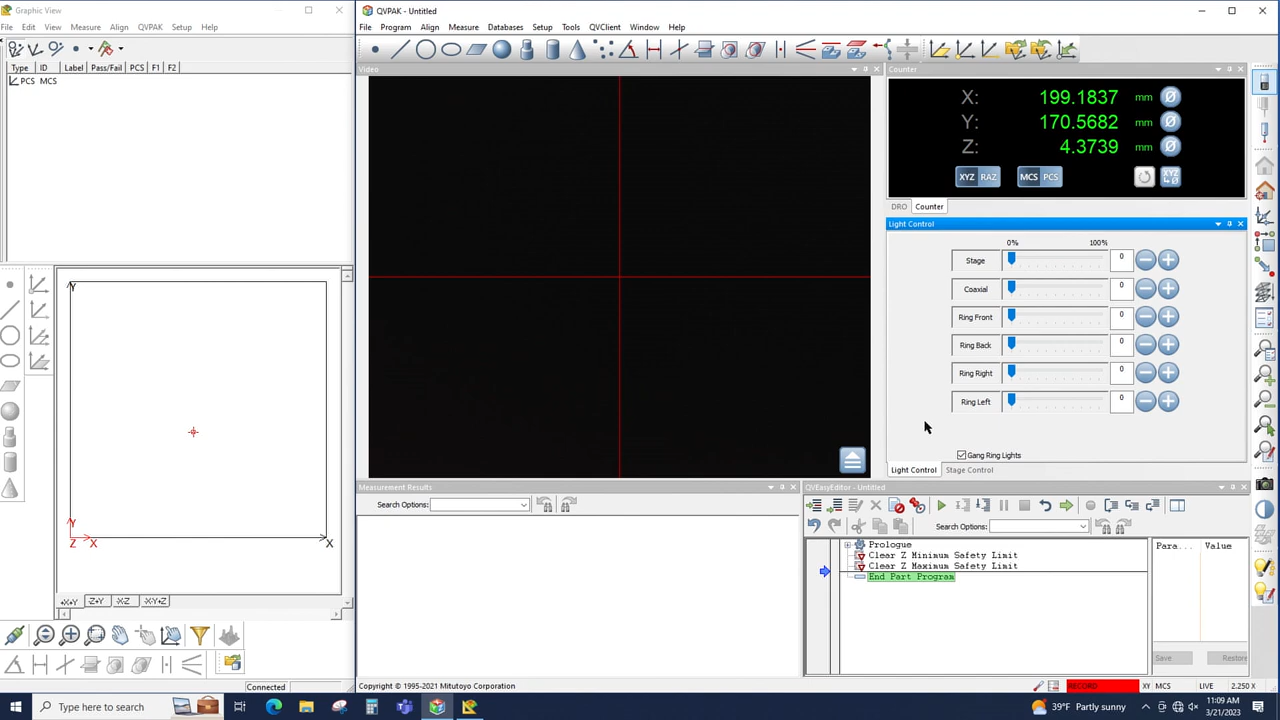 Graphic View
File Edit View Measure Align QVPAK Setup Help
Type ID Label Pass/Fail PCS F1 F2
PCS MCS
Y
Y
Z X X
X+Y Z+Y -XZ -XYZ
Connected
QVPAK - Untitled
File Program Align Measure Databases Setup Tools QVClient Window Help
Video
Counter
X: 199.1837 mm Ø
Y: 170.5682 mm Ø
Z: 4.3739 mm Ø
XYZ RAZ MCS PCS XYZ
DRO Counter
Light Control
0% 100%
Stage 0
Coaxial 0
Ring Front 0
Ring Back 0
Ring Right 0
Ring Left 0
Gang Ring Lights
Light Control Stage Control
Measurement Results
Search Options:
QVEasyEditor - Untitled
Search Options:
Prologue
Clear Z Minimum Safety Limit
Clear Z Maximum Safety Limit
End Part Program
Para... Value
Save Restore
Copyright © 1995-2021 Mitutoyo Corporation
RECORD XY MCS LIVE 2.250 X
Type here to search
39°F Partly sunny
11:09 AM
3/21/2023